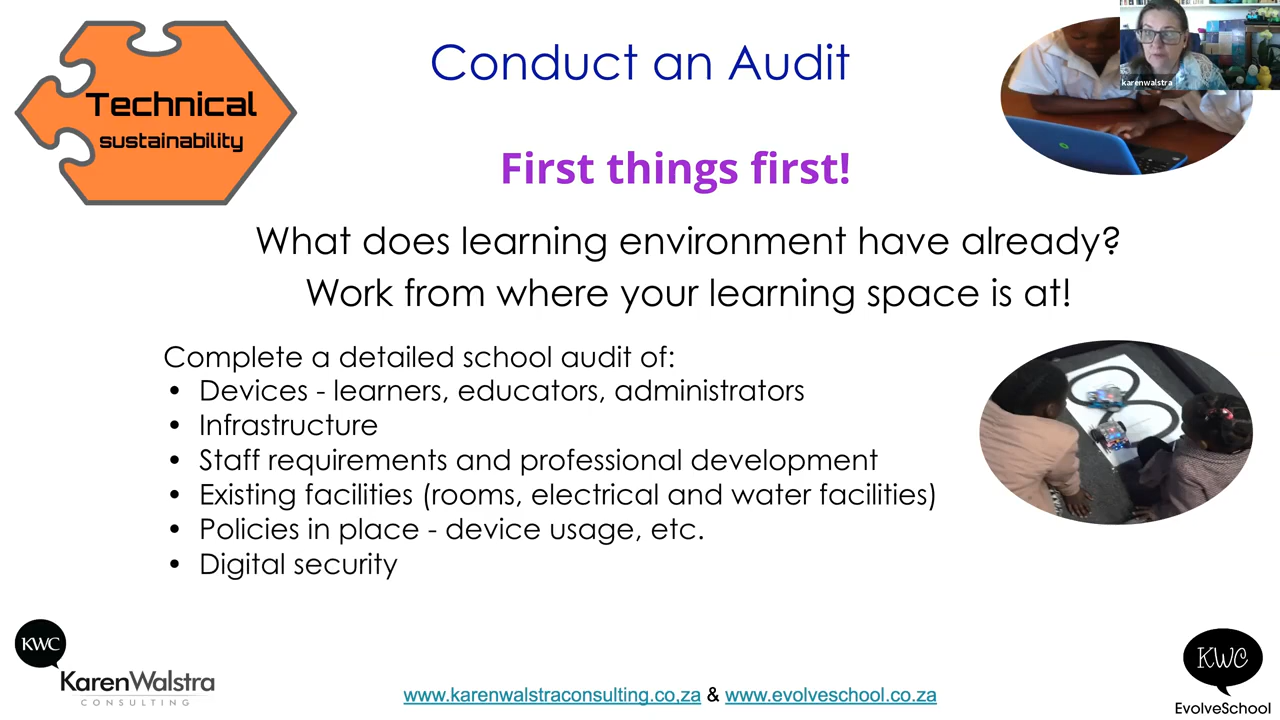 Technical
sustainability
Conduct an Audit
karenwalstra
First things first!
What does learning environment have already?
Work from where your learning space is at!
Complete a detailed school audit of:
• Devices - learners, educators, administrators
• Infrastructure
• Staff requirements and professional development
• Existing facilities (rooms, electrical and water facilities)
• Policies in place - device usage, etc.
• Digital security
KWC
KarenWalstra
CONSULTING
www.karenwalstraconsulting.co,za & www.evolveschool.co.za
KWC
EvolveSchool